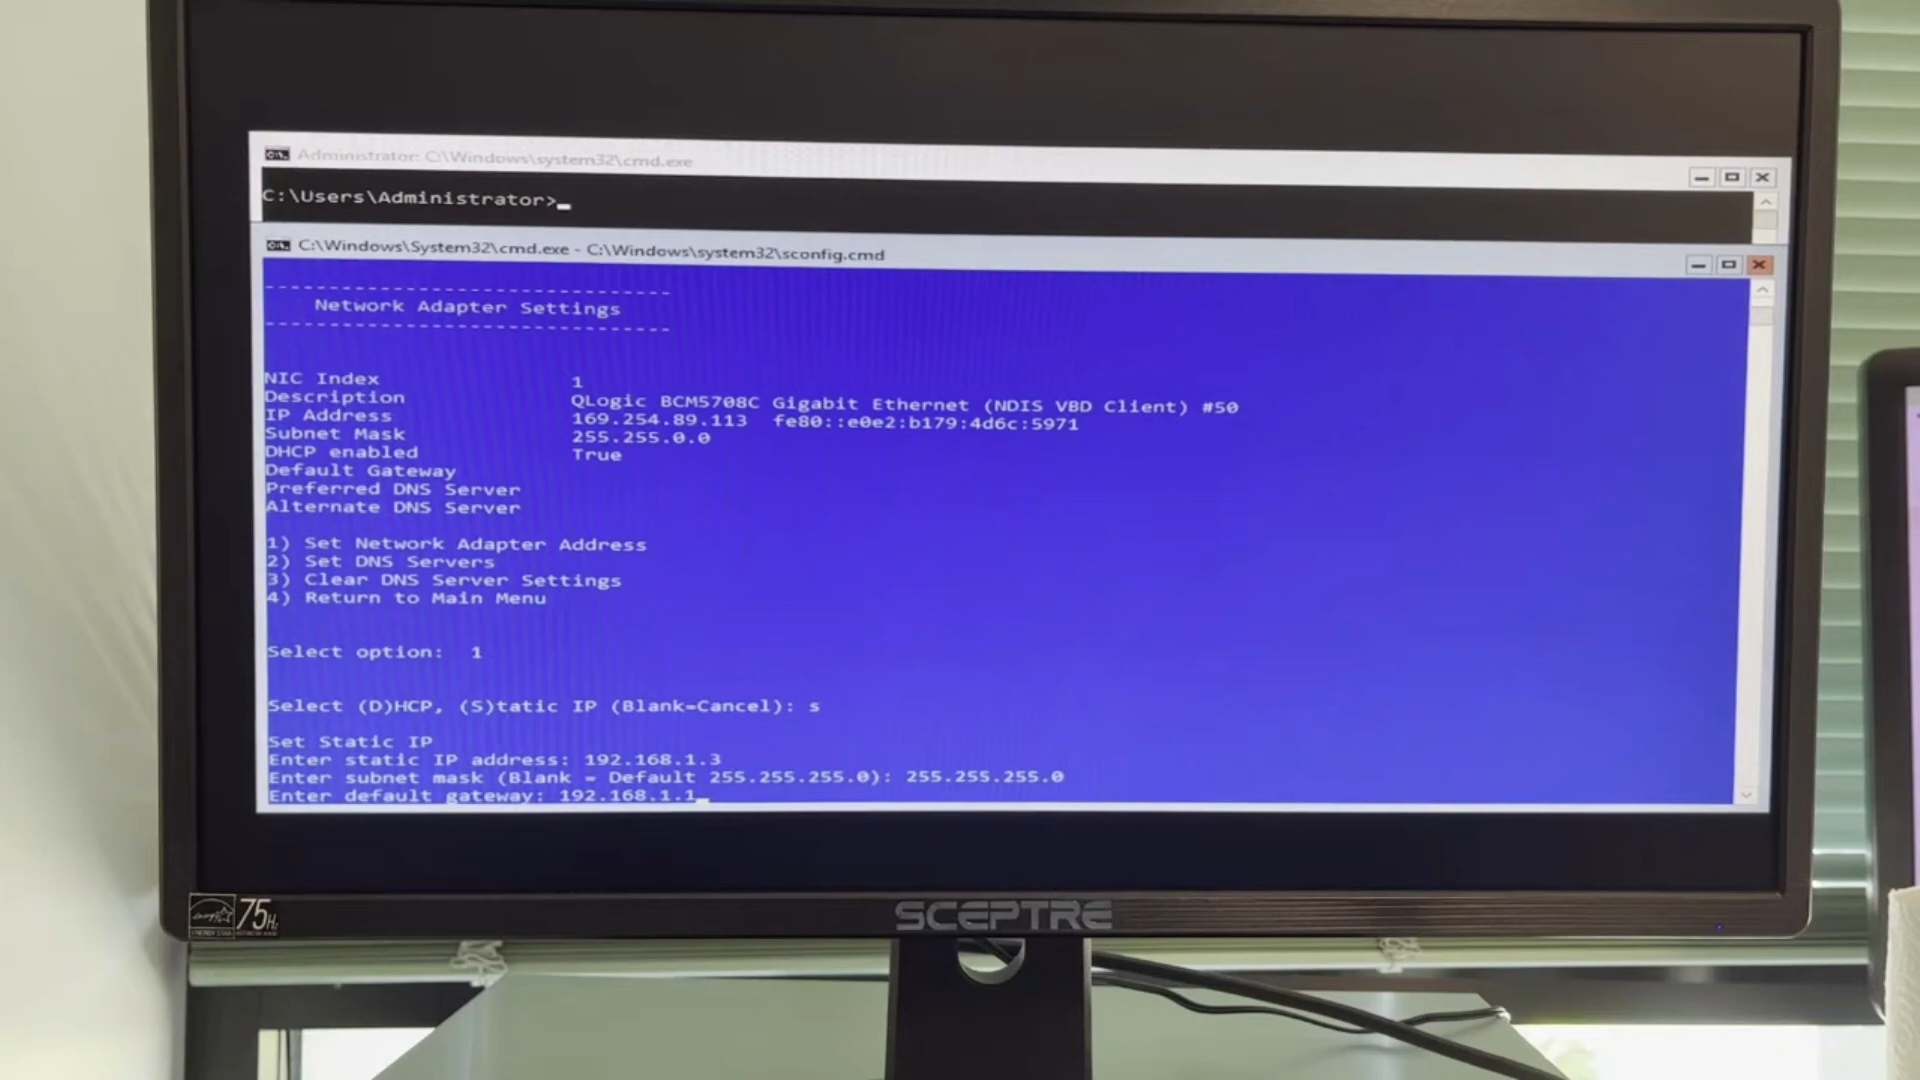 Administrator: C:\Windows\system32\cmd.exe
C:\Users\Administrator>
C:\Windows\System32\cmd.exe - C:\Windows\system32\sconfig.cmd
--------------------------------
Network Adapter Settings
--------------------------------
NIC Index 1
Description QLogic BCM5708C Gigabit Ethernet (NDIS VBD Client) #50
IP Address 169.254.89.113 fe80::e0e2:b179:4d6c:5971
Subnet Mask 255.255.0.0
DHCP enabled True
Default Gateway
Preferred DNS Server
Alternate DNS Server
1) Set Network Adapter Address
2) Set DNS Servers
3) Clear DNS Server Settings
4) Return to Main Menu
Select option: 1
Select (D)HCP, (S)tatic IP (Blank=Cancel): s
Set Static IP
Enter static IP address: 192.168.1.3
Enter subnet mask (Blank = Default 255.255.255.0): 255.255.255.0
Enter default gateway: 192.168.1.1_
75Hz
SCEPTRE